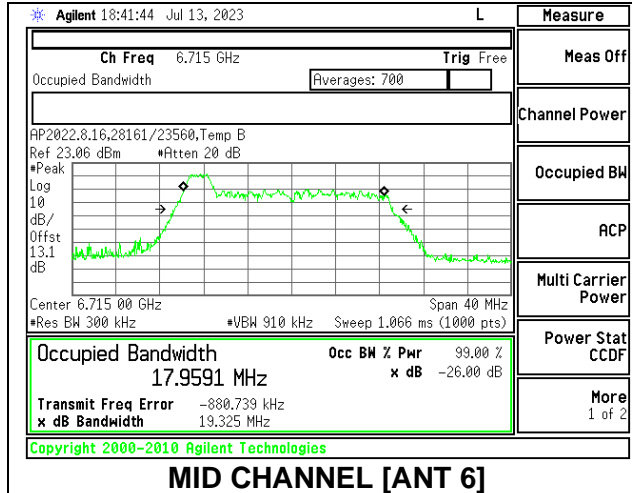 Agilent 18:41:44 Jul 13, 2023 L Measure
Ch Freq 6.715 GHz Trig Free
Meas Off
Occupied Bandwidth Averages: 700
Channel Power
AP2022.8.16,28161/23560,Temp B
Ref 23.06 dBm #Atten 20 dB
#Peak
Log
10
dB/
Offst
13.1
dB
Occupied BW
ACP
Center 6.715 00 GHz Span 40 MHz
#Res BW 300 kHz #VBW 910 kHz Sweep 1.066 ms (1000 pts)
Multi Carrier
Power
Occupied Bandwidth
17.9591 MHz
Occ BW % Pwr 99.00 %
x dB -26.00 dB
Transmit Freq Error -880.739 kHz
x dB Bandwidth 19.325 MHz
Power Stat
CCDF
More
1 of 2
Copyright 2000-2010 Agilent Technologies
MID CHANNEL [ANT 6]